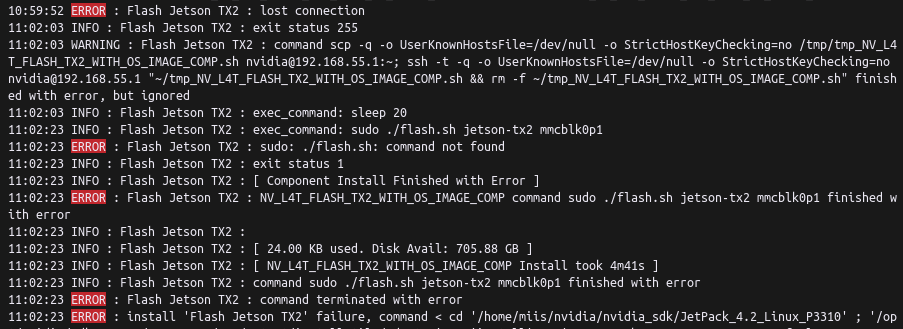 10:59:52 ERROR : Flash Jetson TX2 : lost connection
11:02:03 INFO : Flash Jetson TX2 : exit status 255
11:02:03 WARNING : Flash Jetson TX2 : command scp -q -o UserKnownHostsFile=/dev/null -o StrictHostKeyChecking=no /tmp/tmp_NV_L4
T_FLASH_TX2_WITH_OS_IMAGE_COMP.sh nvidia@192.168.55.1:~; ssh -t -q -o UserKnownHostsFile=/dev/null -o StrictHostKeyChecking=no
nvidia@192.168.55.1 "~/tmp_NV_L4T_FLASH_TX2_WITH_OS_IMAGE_COMP.sh && rm -f ~/tmp_NV_L4T_FLASH_TX2_WITH_OS_IMAGE_COMP.sh" finish
ed with error, but ignored
11:02:03 INFO : Flash Jetson TX2 : exec_command: sleep 20
11:02:23 INFO : Flash Jetson TX2 : exec_command: sudo ./flash.sh jetson-tx2 mmcblk0p1
11:02:23 ERROR : Flash Jetson TX2 : sudo: ./flash.sh: command not found
11:02:23 INFO : Flash Jetson TX2 : exit status 1
11:02:23 INFO : Flash Jetson TX2 : [ Component Install Finished with Error ]
11:02:23 ERROR : Flash Jetson TX2 : NV_L4T_FLASH_TX2_WITH_OS_IMAGE_COMP command sudo ./flash.sh jetson-tx2 mmcblk0p1 finished w
ith error
11:02:23 INFO : Flash Jetson TX2 :
11:02:23 INFO : Flash Jetson TX2 : [ 24.00 KB used. Disk Avail: 705.88 GB ]
11:02:23 INFO : Flash Jetson TX2 : [ NV_L4T_FLASH_TX2_WITH_OS_IMAGE_COMP Install took 4m41s ]
11:02:23 INFO : Flash Jetson TX2 : command sudo ./flash.sh jetson-tx2 mmcblk0p1 finished with error
11:02:23 ERROR : Flash Jetson TX2 : command terminated with error
11:02:23 ERROR : install 'Flash Jetson TX2' failure, command < cd '/home/miis/nvidia/nvidia_sdk/JetPack_4.2_Linux_P3310' ; '/op